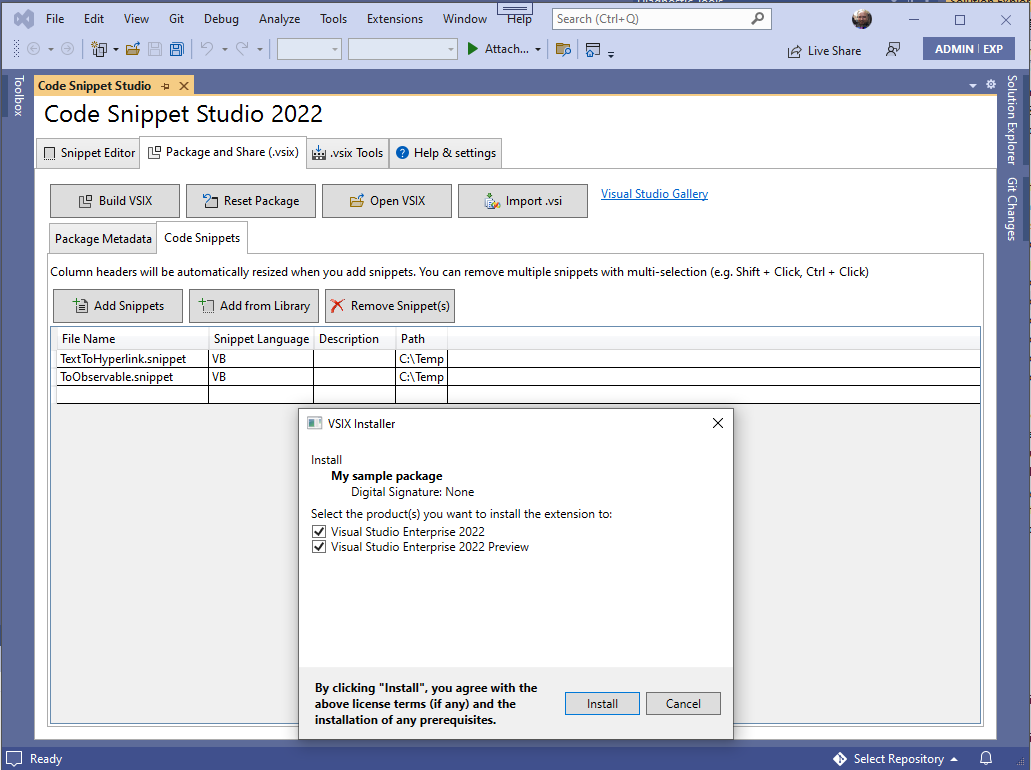 File Edit View Git Debug Analyze Tools Extensions Window Help Search (Ctrl+Q)
Attach... Live Share ADMIN | EXP
Toolbox
Code Snippet Studio
Code Snippet Studio 2022
Snippet Editor Package and Share (.vsix) .vsix Tools Help & settings
Build VSIX Reset Package Open VSIX Import .vsi Visual Studio Gallery
Package Metadata Code Snippets
Column headers will be automatically resized when you add snippets. You can remove multiple snippets with multi-selection (e.g. Shift + Click, Ctrl + Click)
Add Snippets Add from Library Remove Snippet(s)
File Name Snippet Language Description Path
TextToHyperlink.snippet VB C:\Temp
ToObservable.snippet VB C:\Temp
VSIX Installer
Install
My sample package
Digital Signature: None
Select the product(s) you want to install the extension to:
Visual Studio Enterprise 2022
Visual Studio Enterprise 2022 Preview
By clicking "Install", you agree with the
above license terms (if any) and the
installation of any prerequisites.
Install Cancel
Solution Explorer
Git Changes
Ready Select Repository